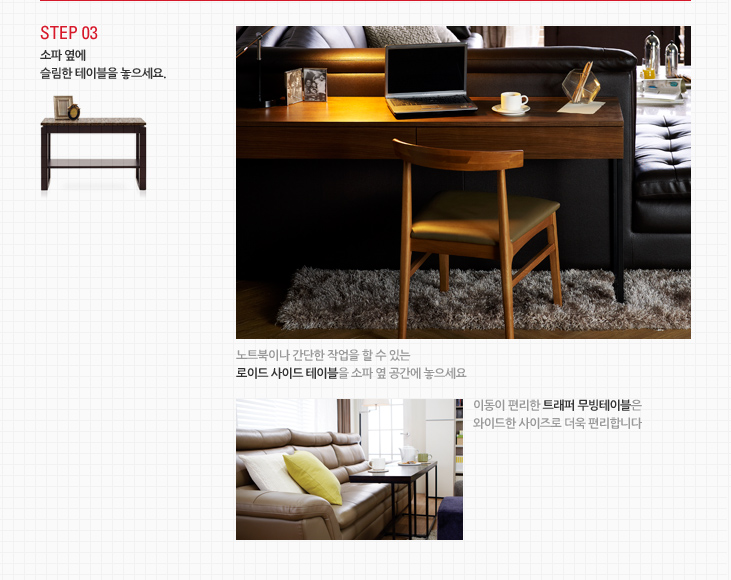 STEP 03
소파 옆에
슬림한 테이블을 놓으세요.
노트북이나 간단한 작업을 할 수 있는
로이드 사이드 테이블을 소파 옆 공간에 놓으세요
이동이 편리한 트래퍼 무빙테이블은
와이드한 사이즈로 더욱 편리합니다